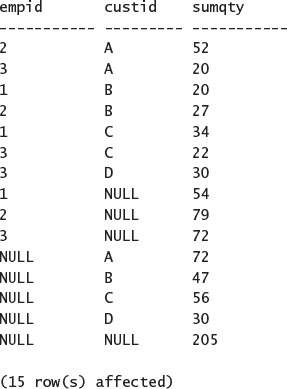 empid       custid    sumqty
----------- --------- -----------
2           A         52
3           A         20
1           B         20
2           B         27
1           C         34
3           C         22
3           D         30
1           NULL      54
2           NULL      79
3           NULL      72
NULL        A         72
NULL        B         47
NULL        C         56
NULL        D         30
NULL        NULL      205
(15 row(s) affected)